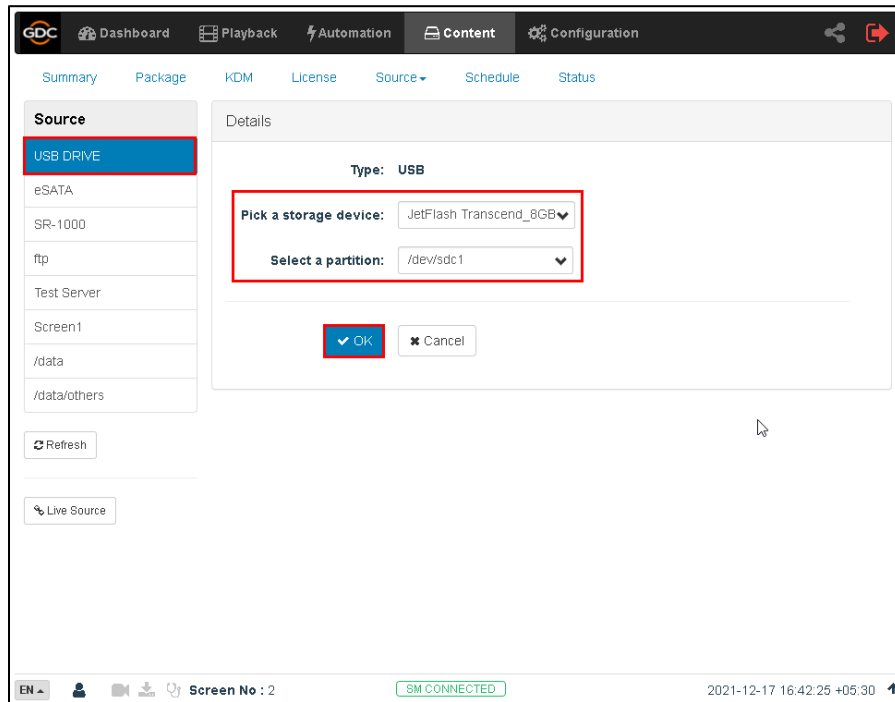 GDC Dashboard Playback Automation Content Configuration
Summary Package KDM License Source Schedule Status
Source
USB DRIVE
eSATA
SR-1000
ftp
Test Server
Screen1
/data
/data/others
Refresh
Live Source
Details
Type: USB
Pick a storage device: JetFlash Transcend_8GB
Select a partition: /dev/sdc1
OK Cancel
EN Screen No : 2 SM CONNECTED 2021-12-17 16:42:25 +05:30